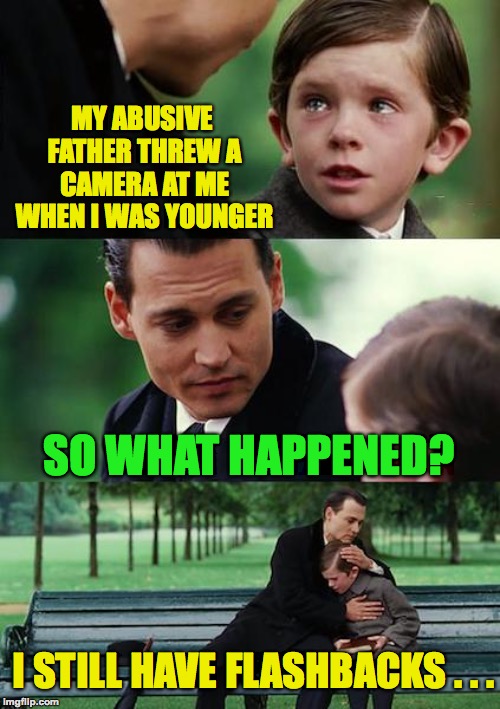 MY ABUSIVE
FATHER THREW A
CAMERA AT ME
WHEN I WAS YOUNGER
SO WHAT HAPPENED?
I STILL HAVE FLASHBACKS . . .
imgflip.com